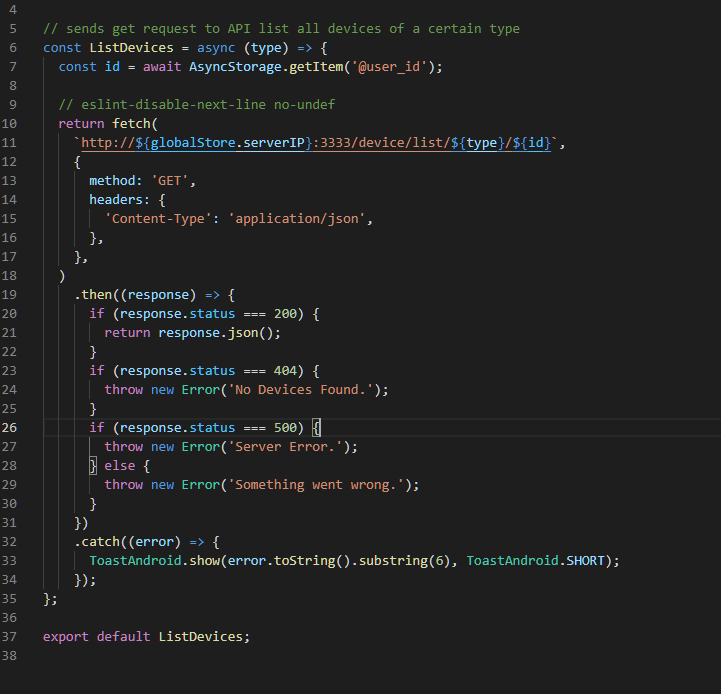 4
5 // sends get request to API list all devices of a certain type
6 const ListDevices = async (type) => {
7   const id = await AsyncStorage.getItem('@user_id');
8
9   // eslint-disable-next-line no-undef
10   return fetch(
11     `http://${globalStore.serverIP}:3333/device/list/${type}/${id}`,
12     {
13       method: 'GET',
14       headers: {
15         'Content-Type': 'application/json',
16       },
17     },
18   )
19     .then((response) => {
20       if (response.status === 200) {
21         return response.json();
22       }
23       if (response.status === 404) {
24         throw new Error('No Devices Found.');
25       }
26       if (response.status === 500) {
27         throw new Error('Server Error.');
28       } else {
29         throw new Error('Something went wrong.');
30       }
31     })
32     .catch((error) => {
33       ToastAndroid.show(error.toString().substring(6), ToastAndroid.SHORT);
34     });
35 };
36
37 export default ListDevices;
38